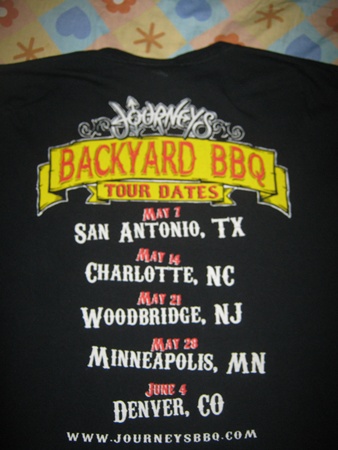 JOURNEYS
BACKYARD BBQ
TOUR DATES
MAY 7
SAN ANTONIO, TX
MAY 14
CHARLOTTE, NC
MAY 21
WOODBRIDGE, NJ
MAY 28
MINNEAPOLIS, MN
JUNE 4
DENVER, CO
WWW.JOURNEYSBBQ.COM